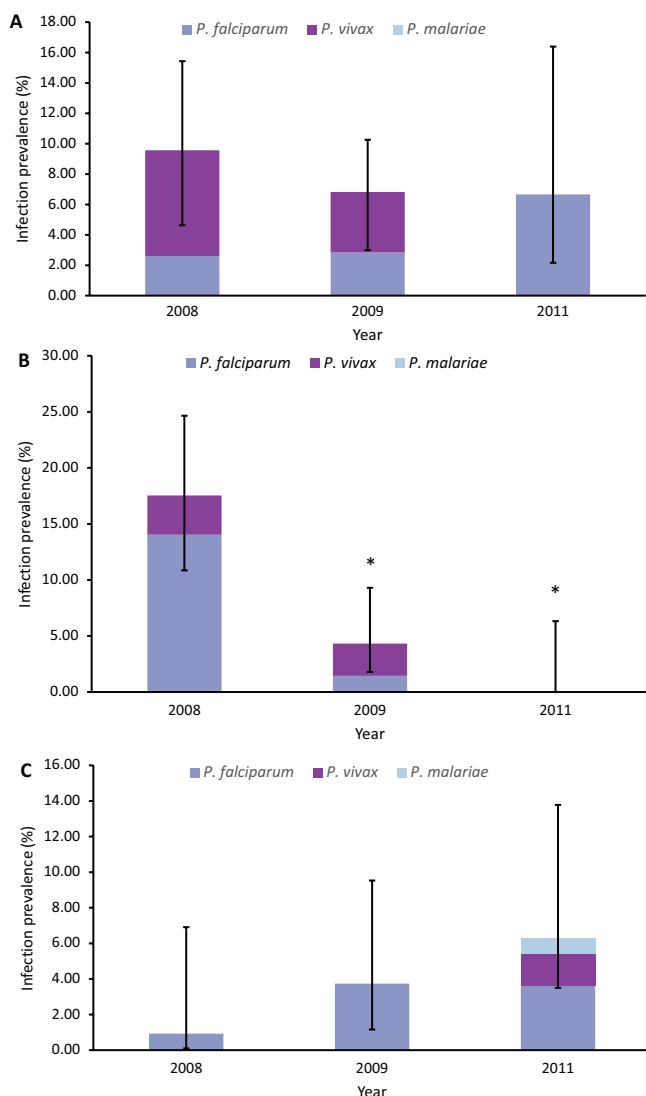 A
P. falciparum P. vivax P. malariae
Infection prevalence (%)
18.00
16.00
14.00
12.00
10.00
8.00
6.00
4.00
2.00
0.00
2008 2009 2011
Year
B
P. falciparum P. vivax P. malariae
Infection prevalence (%)
30.00
25.00
20.00
15.00
10.00
5.00
0.00
* *
2008 2009 2011
Year
C
P. falciparum P. vivax P. malariae
Infection prevalence (%)
16.00
14.00
12.00
10.00
8.00
6.00
4.00
2.00
0.00
2008 2009 2011
Year